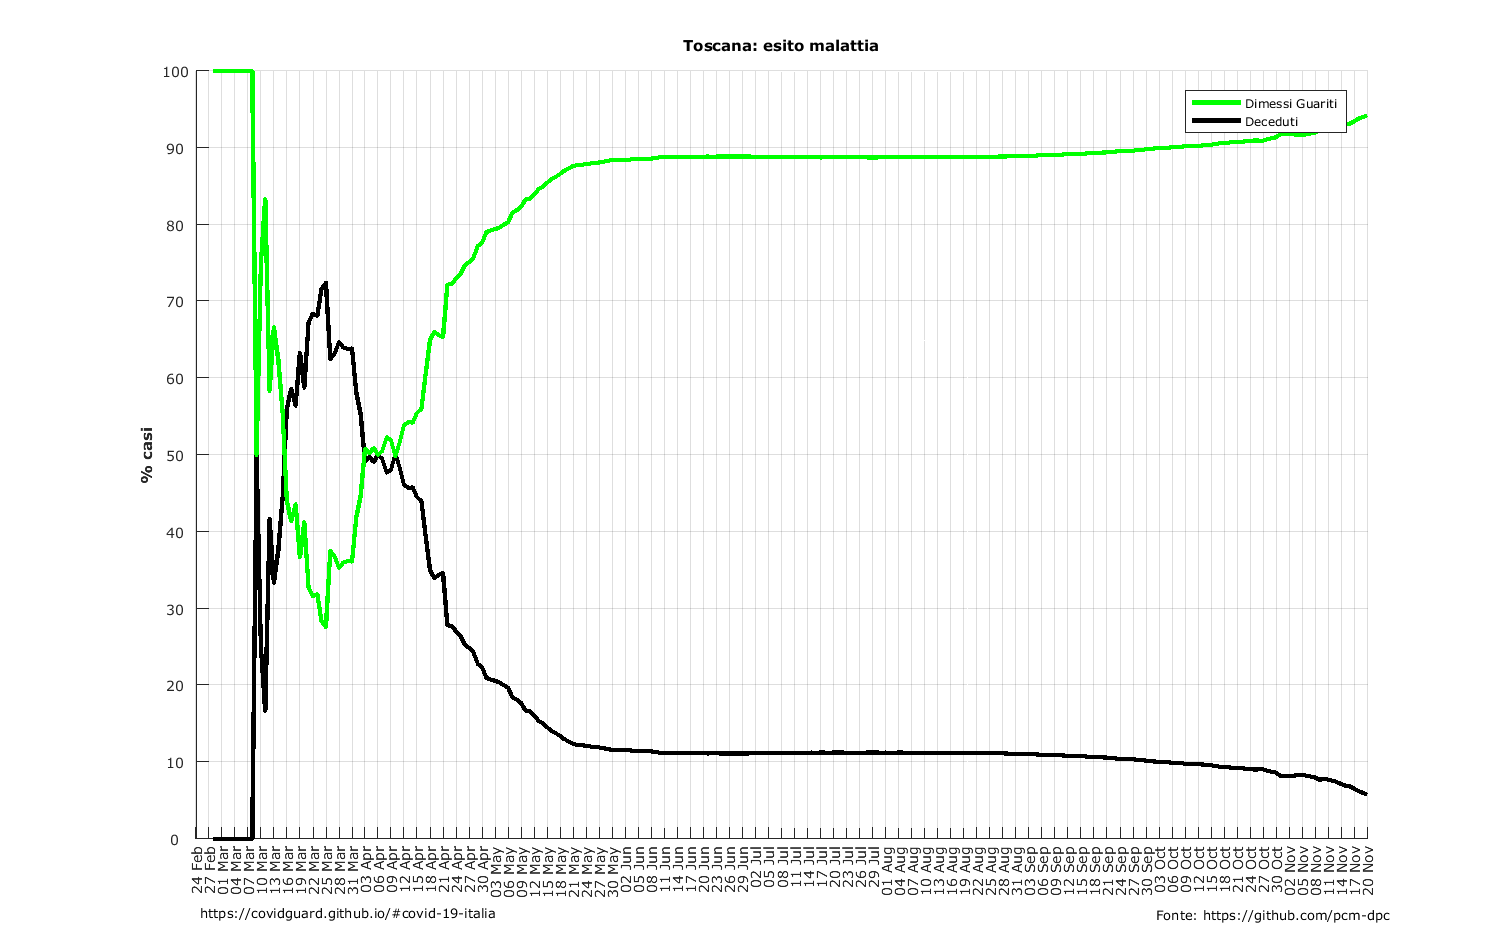 Toscana: esito malattia
Dimessi Guariti
Deceduti
% casi
100
90
80
70
60
50
40
30
20
10
0
24 Feb
27 Feb
01 Mar
04 Mar
07 Mar
10 Mar
13 Mar
16 Mar
19 Mar
22 Mar
25 Mar
28 Mar
31 Mar
03 Apr
06 Apr
09 Apr
12 Apr
15 Apr
18 Apr
21 Apr
24 Apr
27 Apr
30 Apr
03 May
06 May
09 May
12 May
15 May
18 May
21 May
24 May
27 May
30 May
02 Jun
05 Jun
08 Jun
11 Jun
14 Jun
17 Jun
20 Jun
23 Jun
26 Jun
29 Jun
02 Jul
05 Jul
08 Jul
11 Jul
14 Jul
17 Jul
20 Jul
23 Jul
26 Jul
29 Jul
01 Aug
04 Aug
07 Aug
10 Aug
13 Aug
16 Aug
19 Aug
22 Aug
25 Aug
28 Aug
31 Aug
03 Sep
06 Sep
09 Sep
12 Sep
15 Sep
18 Sep
21 Sep
24 Sep
27 Sep
30 Sep
03 Oct
06 Oct
09 Oct
12 Oct
15 Oct
18 Oct
21 Oct
24 Oct
27 Oct
30 Oct
02 Nov
05 Nov
08 Nov
11 Nov
14 Nov
17 Nov
20 Nov
https://covidguard.github.io/#covid-19-italia
Fonte: https://github.com/pcm-dpc